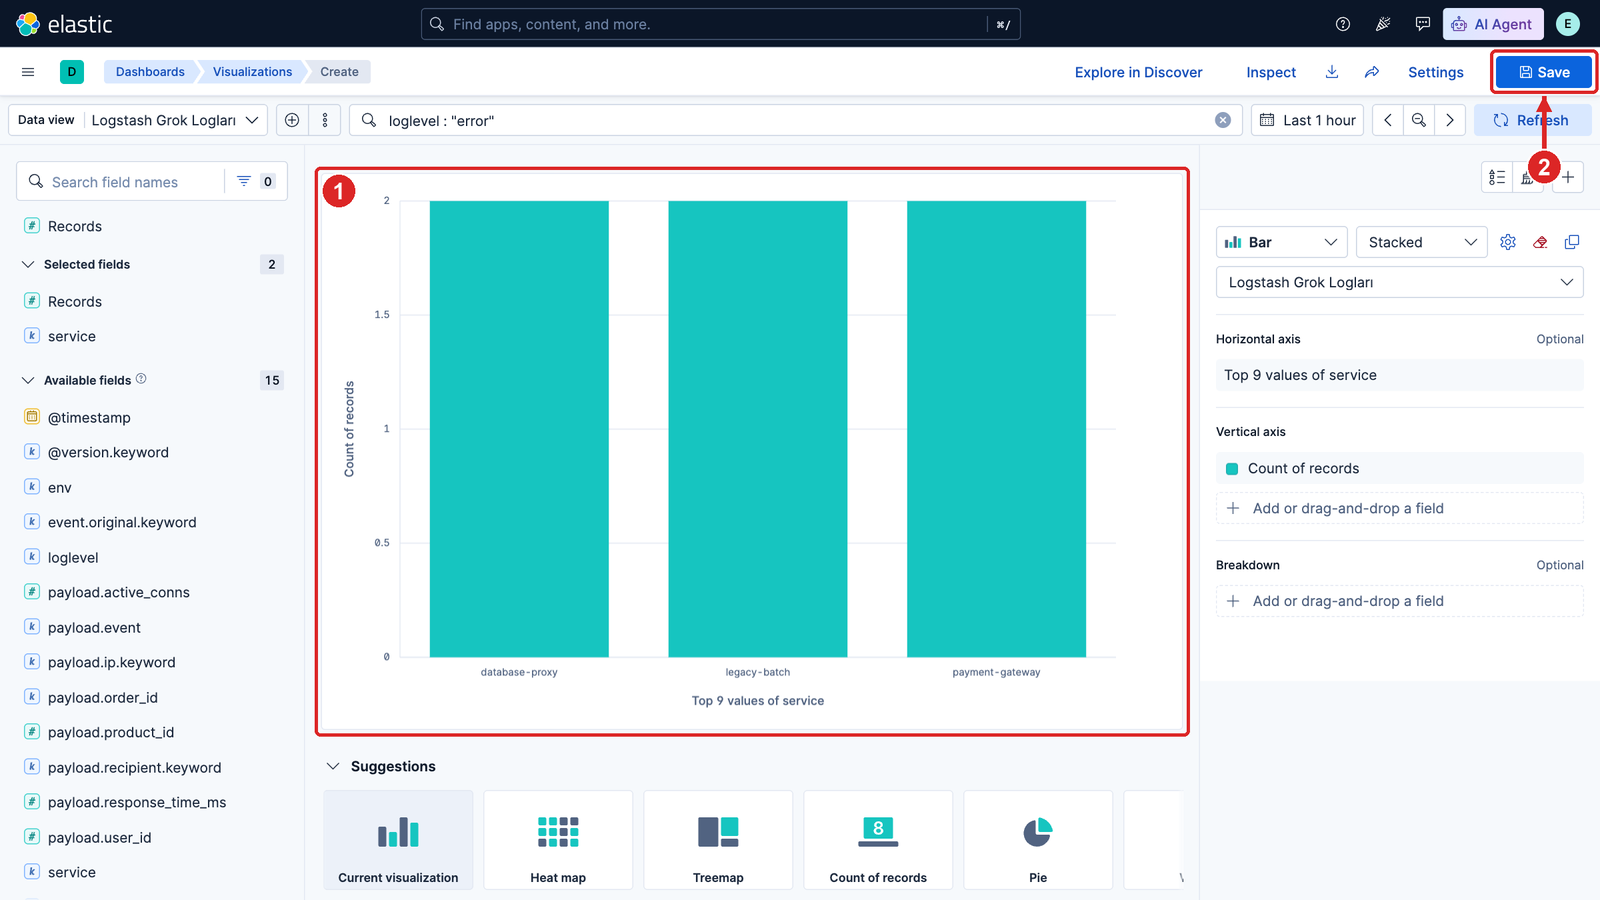 elastic
Find apps, content, and more.
⌘/
AI Agent
E
D
Dashboards
Visualizations
Create
Explore in Discover
Inspect
Settings
Save
Data view
Logstash Grok Logları
loglevel : "error"
Last 1 hour
Refresh
2
Search field names
0
Records
Selected fields
2
Records
service
Available fields
15
@timestamp
@version.keyword
env
event.original.keyword
loglevel
payload.active_conns
payload.event
payload.ip.keyword
payload.order_id
payload.product_id
payload.recipient.keyword
payload.response_time_ms
payload.user_id
service
1
2
1.5
1
0.5
0
Count of records
database-proxy
legacy-batch
payment-gateway
Top 9 values of service
Suggestions
Current visualization
Heat map
Treemap
8
Count of records
Pie
Bar
Stacked
Logstash Grok Logları
Horizontal axis
Optional
Top 9 values of service
Vertical axis
Count of records
Add or drag-and-drop a field
Breakdown
Optional
Add or drag-and-drop a field